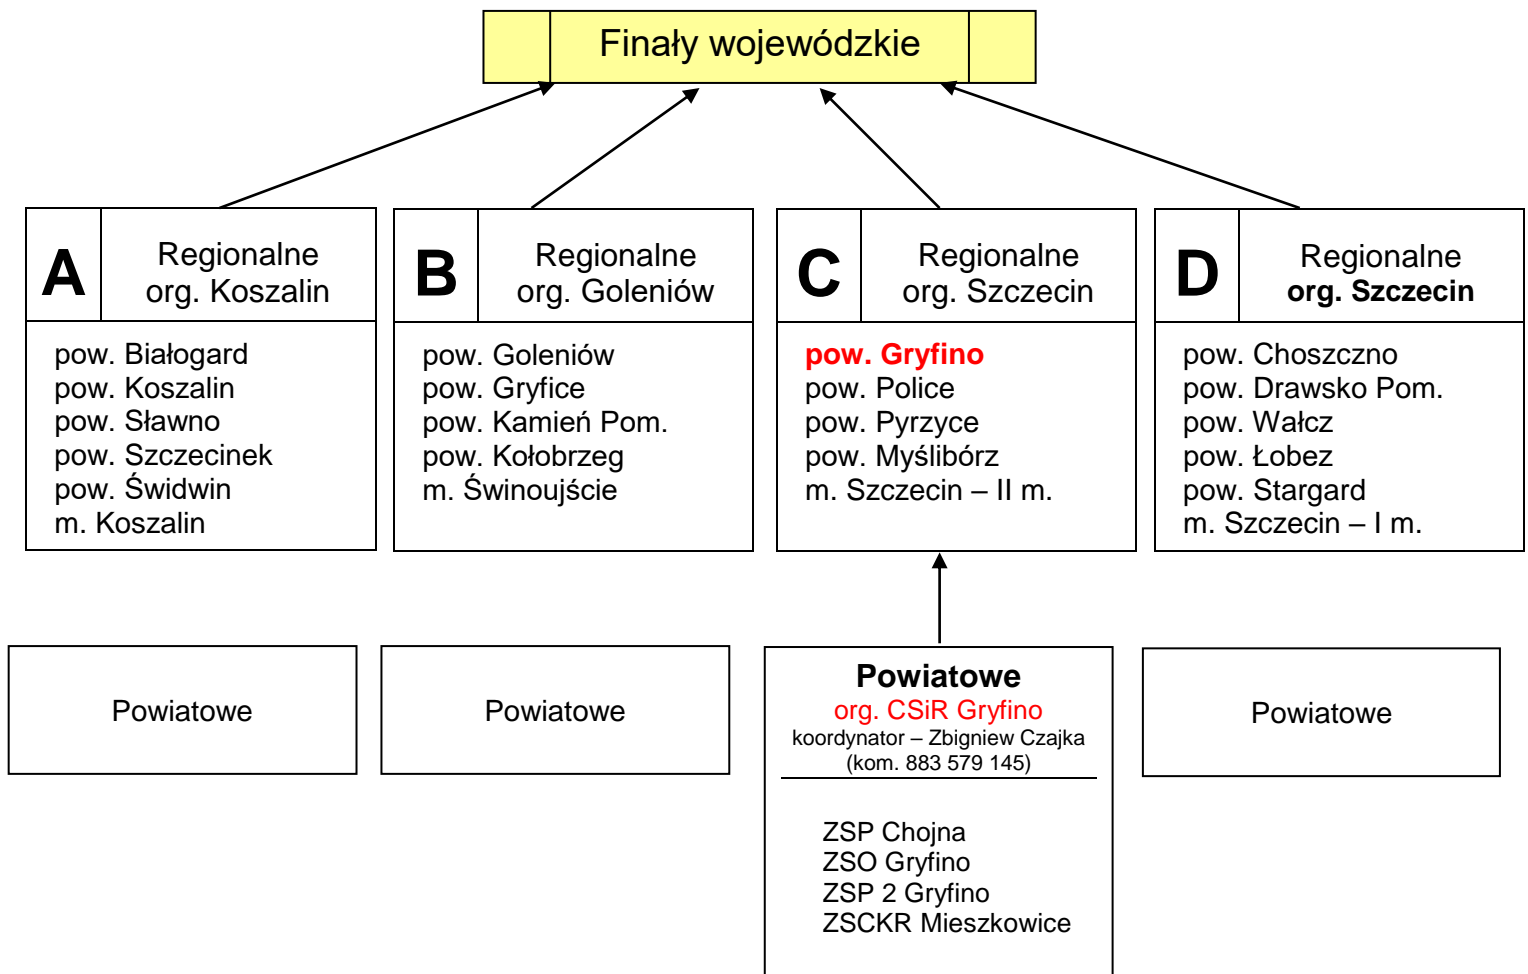 Finały wojewódzkie
A
Regionalne
org. Koszalin
pow. Białogard
pow. Koszalin
pow. Sławno
pow. Szczecinek
pow. Świdwin
m. Koszalin
B
Regionalne
org. Goleniów
pow. Goleniów
pow. Gryfice
pow. Kamień Pom.
pow. Kołobrzeg
m. Świnoujście
C
Regionalne
org. Szczecin
pow. Gryfino
pow. Police
pow. Pyrzyce
pow. Myślibórz
m. Szczecin – II m.
D
Regionalne
org. Szczecin
pow. Choszczno
pow. Drawsko Pom.
pow. Wałcz
pow. Łobez
pow. Stargard
m. Szczecin – I m.
Powiatowe
Powiatowe
Powiatowe
org. CSiR Gryfino
koordynator – Zbigniew Czajka
(kom. 883 579 145)
ZSP Chojna
ZSO Gryfino
ZSP 2 Gryfino
ZSCKR Mieszkowice
Powiatowe